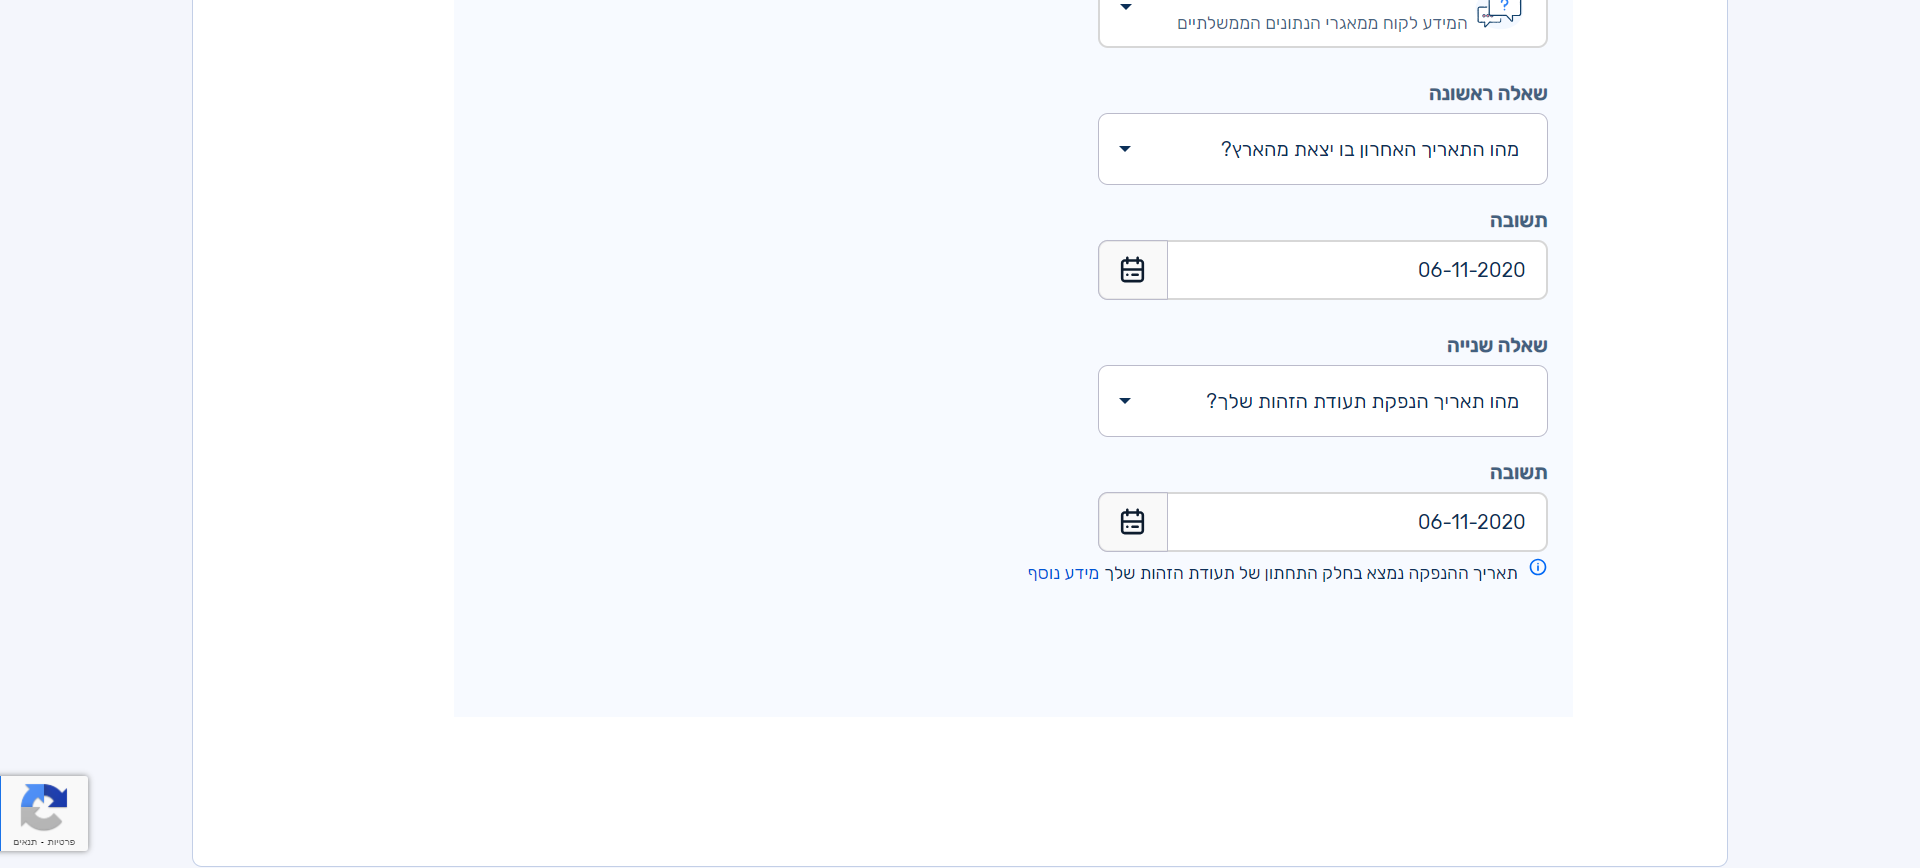 ?
המידע לקוח ממאגרי הנתונים הממשלתיים
שאלה ראשונה
מהו התאריך האחרון בו יצאת מהארץ?
תשובה
06-11-2020
שאלה שנייה
מהו תאריך הנפקת תעודת הזהות שלך?
תשובה
06-11-2020
תאריך ההנפקה נמצא בחלק התחתון של תעודת הזהות שלך מידע נוסף
פרטיות - תנאים